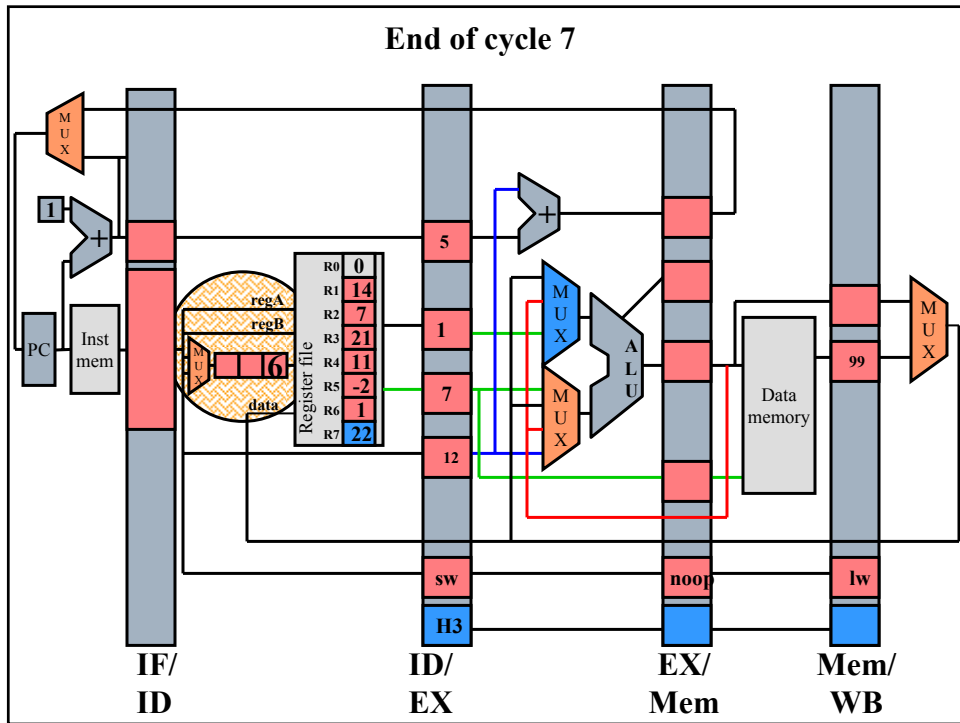 End of cycle 7
M
U
X
1
+
+
PC
Inst
mem
regA
regB
M
U
X
6
data
Register file
R0 0
R1 14
R2 7
R3 21
R4 11
R5 -2
R6 1
R7 22
5
1
7
12
sw
H3
M
U
X
M
U
X
A
L
U
noop
Data
memory
99
lw
M
U
X
IF/
ID
ID/
EX
EX/
Mem
Mem/
WB